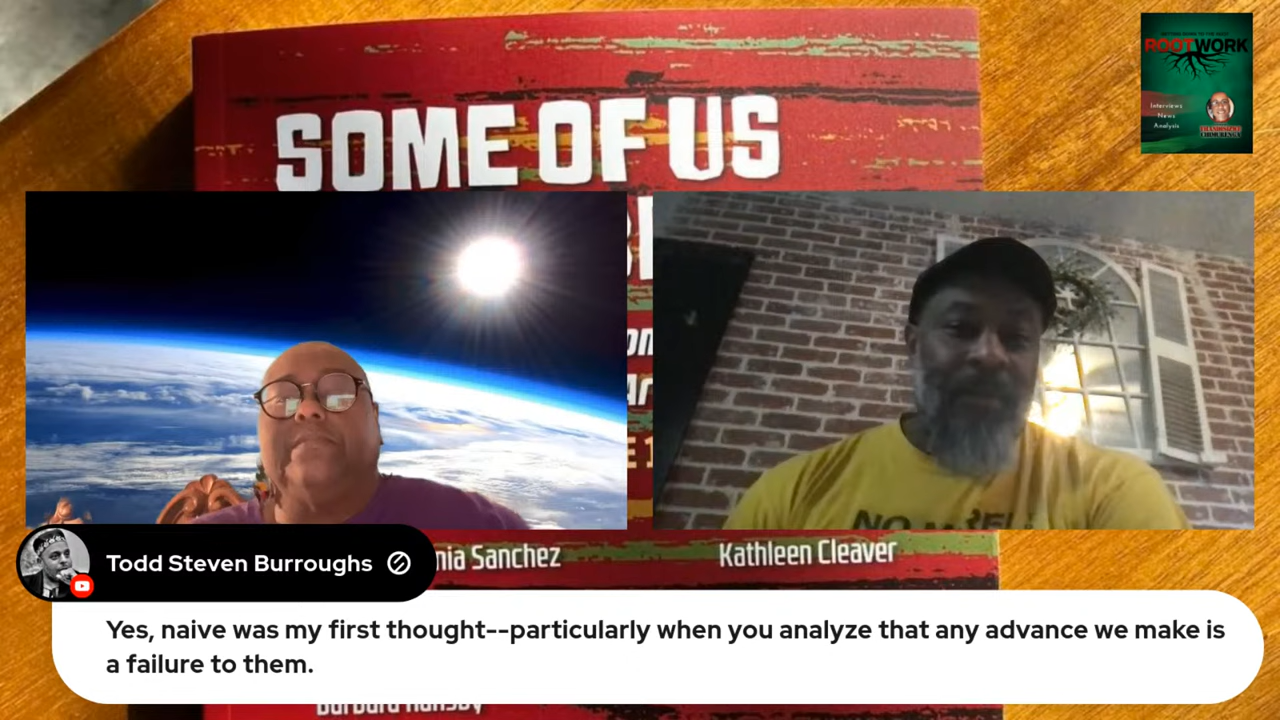 SOME OF US
ROOTWORK
Interviews
News
Analysis
Sanchez
Kathleen Cleaver
Todd Steven Burroughs
Yes, naive was my first thought--particularly when you analyze that any advance we make is
a failure to them.